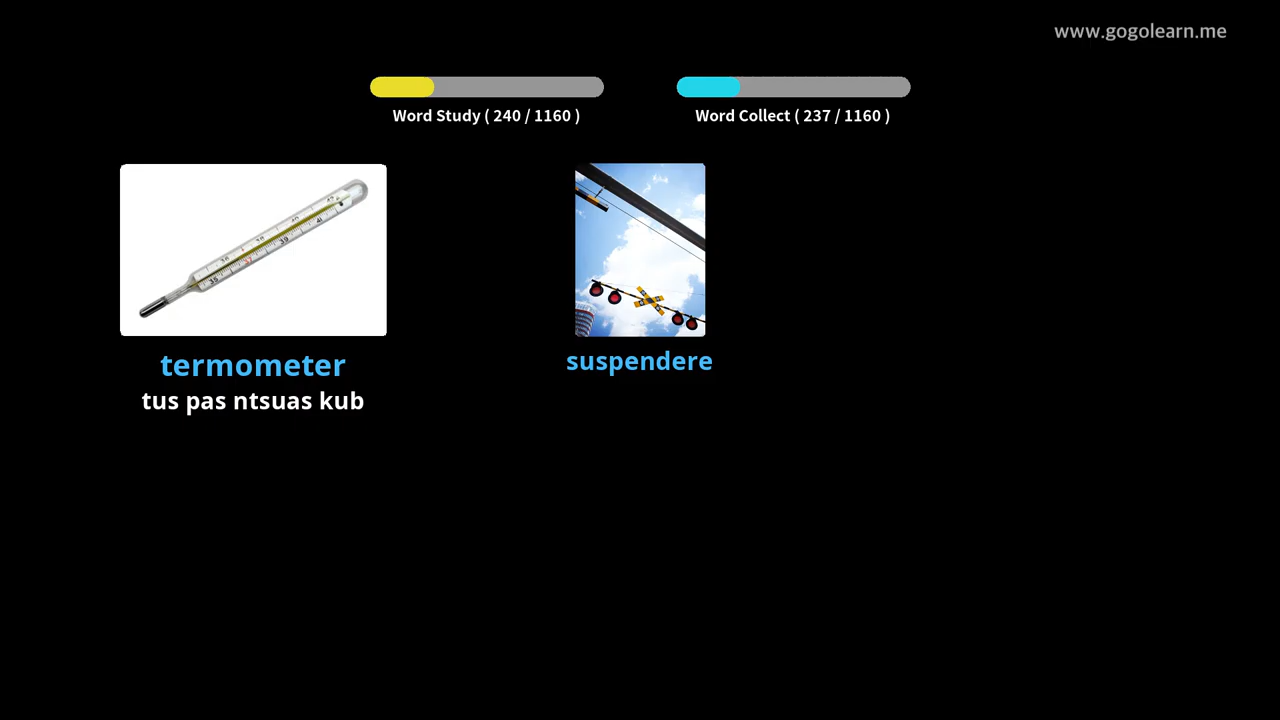 www.gogolearn.me
Word Study ( 240 / 1160 )
Word Collect ( 237 / 1160 )
termometer
tus pas ntsuas kub
suspendere